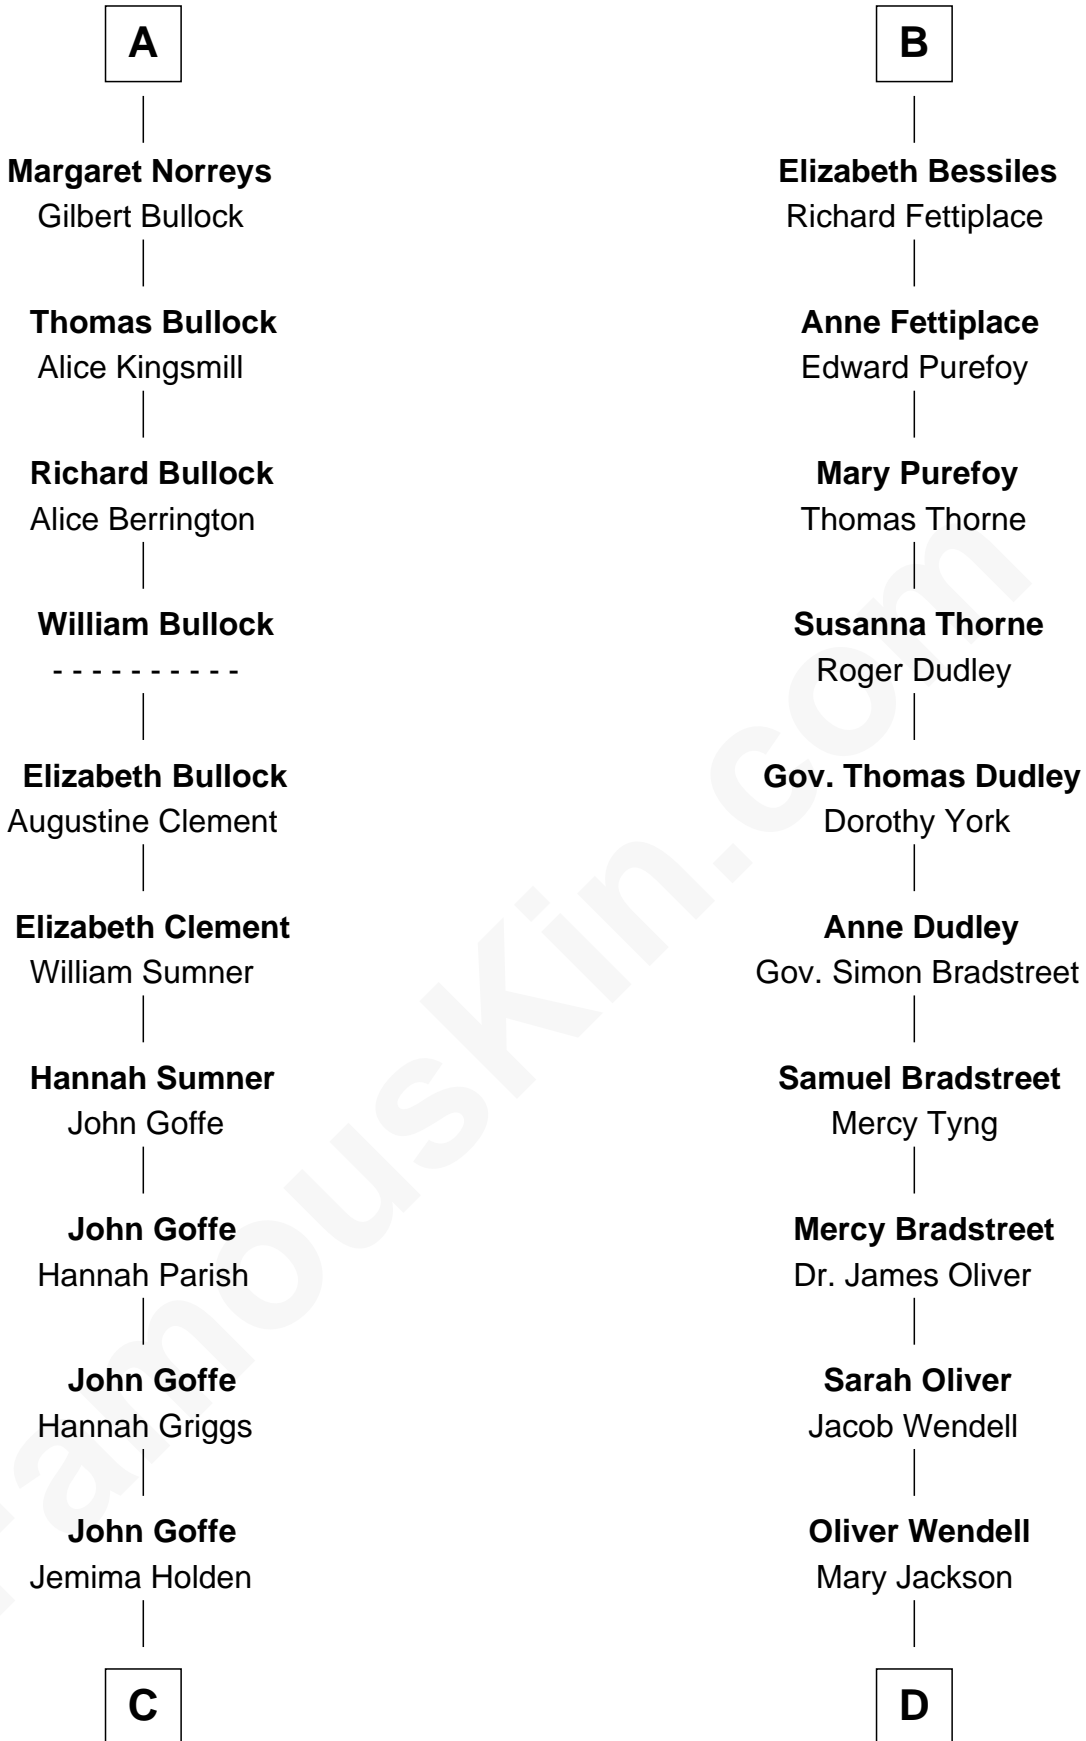 A
Margaret Norreys
Gilbert Bullock
Thomas Bullock
Alice Kingsmill
Richard Bullock
Alice Berrington
William Bullock
- - - - - - - - - -
Elizabeth Bullock
Augustine Clement
Elizabeth Clement
William Sumner
Hannah Sumner
John Goffe
John Goffe
Hannah Parish
John Goffe
Hannah Griggs
John Goffe
Jemima Holden
C
B
Elizabeth Bessiles
Richard Fettiplace
Anne Fettiplace
Edward Purefoy
Mary Purefoy
Thomas Thorne
Susanna Thorne
Roger Dudley
Gov. Thomas Dudley
Dorothy York
Anne Dudley
Gov. Simon Bradstreet
Samuel Bradstreet
Mercy Tyng
Mercy Bradstreet
Dr. James Oliver
Sarah Oliver
Jacob Wendell
Oliver Wendell
Mary Jackson
D
FamousKin.com